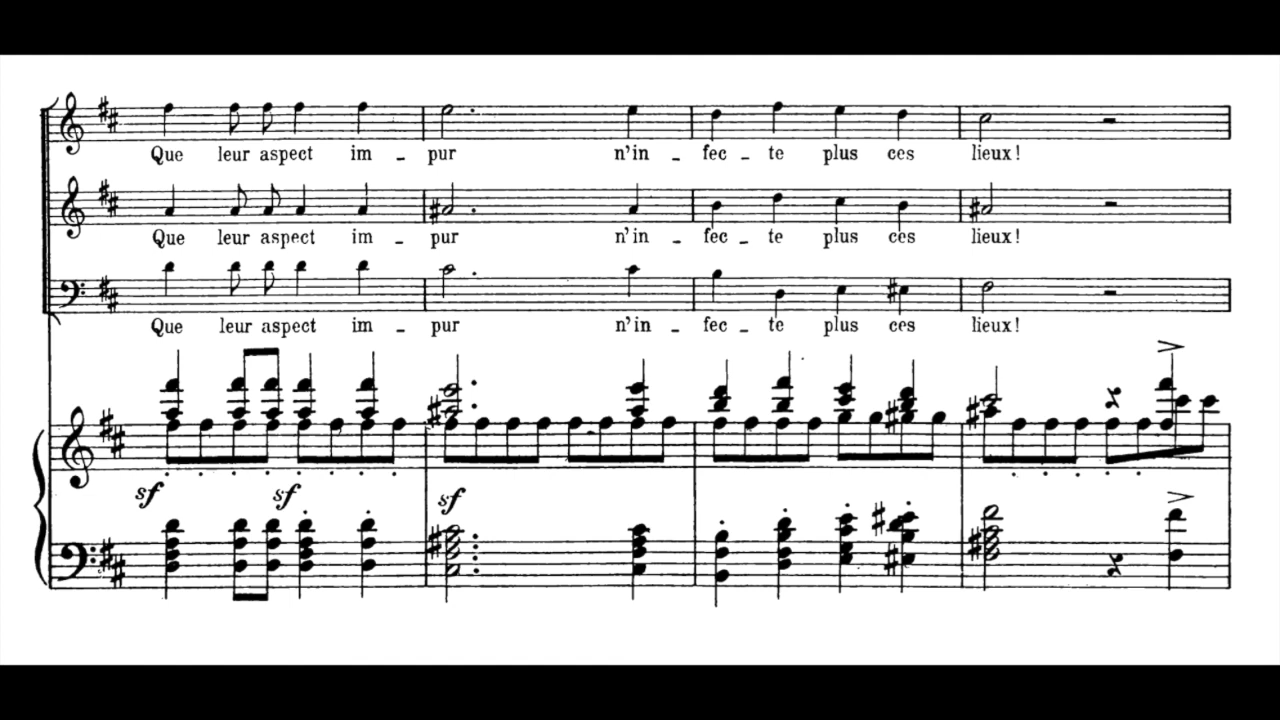 Que leur aspect im - pur n'in - fec - te plus ces lieux!
Que leur aspect im - pur n'in - fec - te plus ces lieux!
Que leur aspect im - pur n'in - fec - te plus ces lieux!
sf sf sf